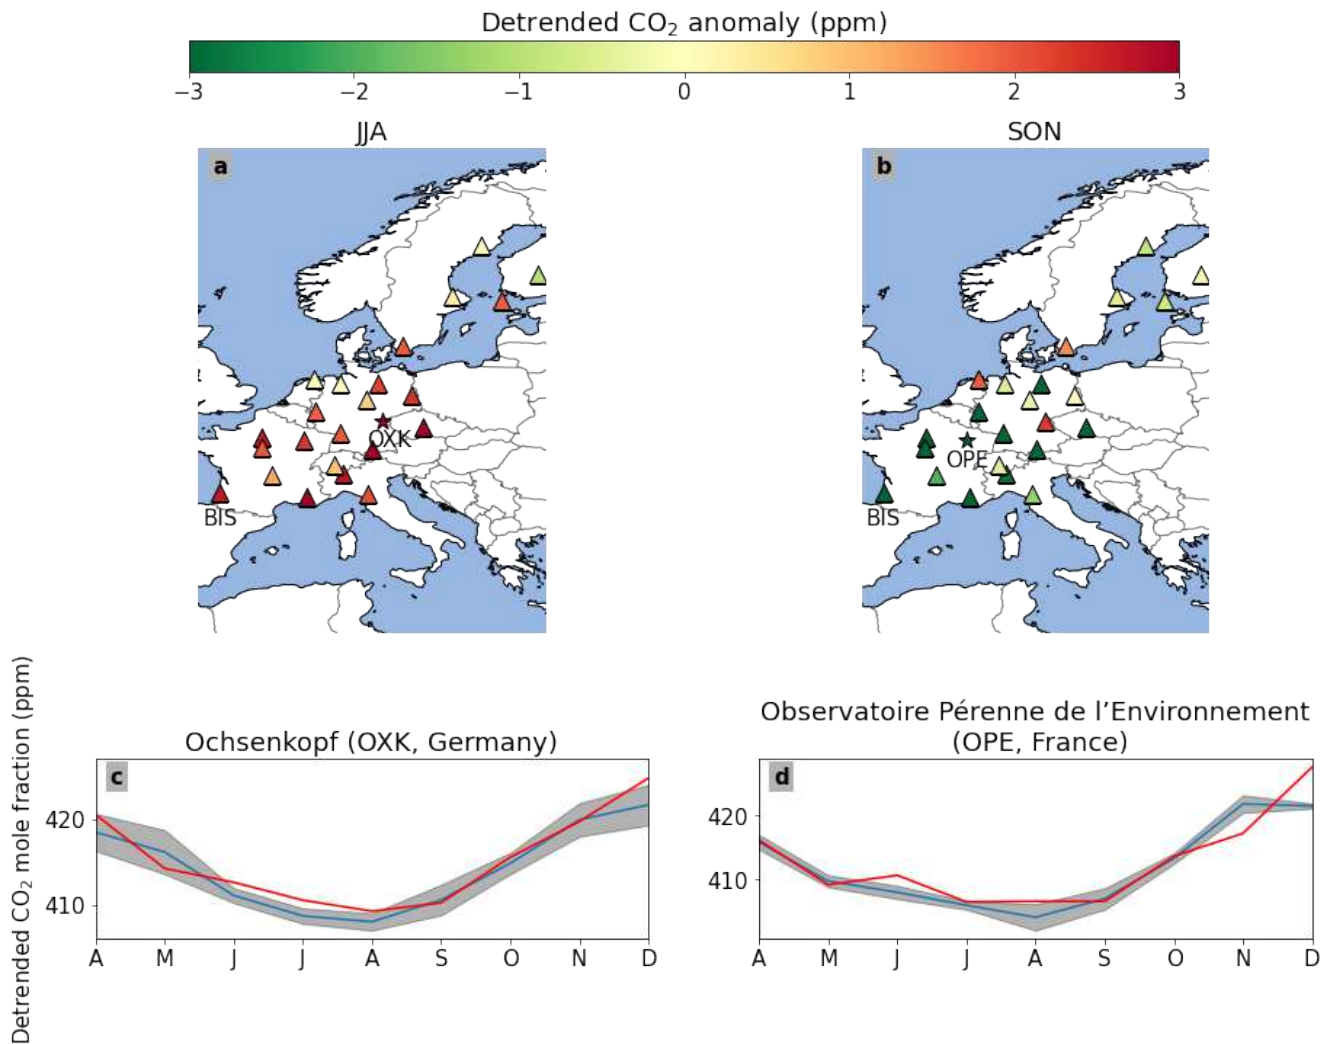 Detrended CO₂ anomaly (ppm)
−3 −2 −1 0 1 2 3
JJA SON
a b
OXK
OPE
BIS BIS
Detrended CO₂ mole fraction (ppm)
Observatoire Pérenne de l’Environnement
Ochsenkopf (OXK, Germany) (OPE, France)
c d
420 420
410 410
A M J J A S O N D A M J J A S O N D